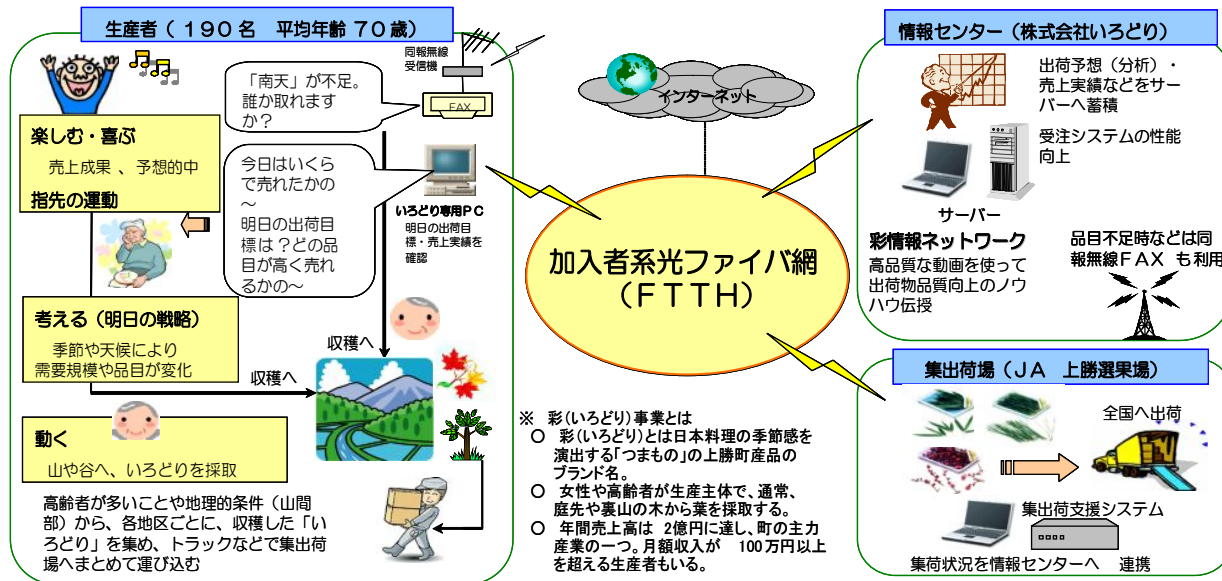 生産者（１９０名　平均年齢７０歳）
同報無線
受信機
「南天」が不足。
誰か取れます
か？
FAX
楽しむ・喜ぶ
売上成果 、予想的中
指先の運動
今日はいくら
で売れたかの
～
明日の出荷目
標は？どの品
目が高く売れ
るかの～
いろどり専用ＰＣ
明日の出荷目
標・売上実績を
確認
考える（明日の戦略）
季節や天候により
需要規模や品目が変化
収穫へ
収穫へ
動く
山や谷へ、いろどりを採取
高齢者が多いことや地理的条件（山間
部）から、各地区ごとに、収穫した「い
ろどり」を集め、トラックなどで集出荷
場へまとめて運び込む
インターネット
加入者系光ファイバ網
（ＦＴＴＨ）
※ 彩（いろどり）事業とは
○ 彩（いろどり）とは日本料理の季節感を
演出する「つまもの」の上勝町産品の
ブランド名。
○ 女性や高齢者が生産主体で、通常、
庭先や裏山の木から葉を採取する。
○ 年間売上高は 2億円に達し、町の主力
産業の一つ。月額収入が 100万円以上
を超える生産者もいる。
情報センター（株式会社いろどり）
出荷予想（分析）・
売上実績などをサー
バーへ蓄積
受注システムの性能
向上
サーバー
彩情報ネットワーク
高品質な動画を使って
出荷物品質向上のノウ
ハウ伝授
品目不足時などは同
報無線ＦＡＸ も利用
集出荷場（ＪＡ　上勝選果場）
全国へ出荷
集出荷支援システム
集荷状況を情報センターへ　連携